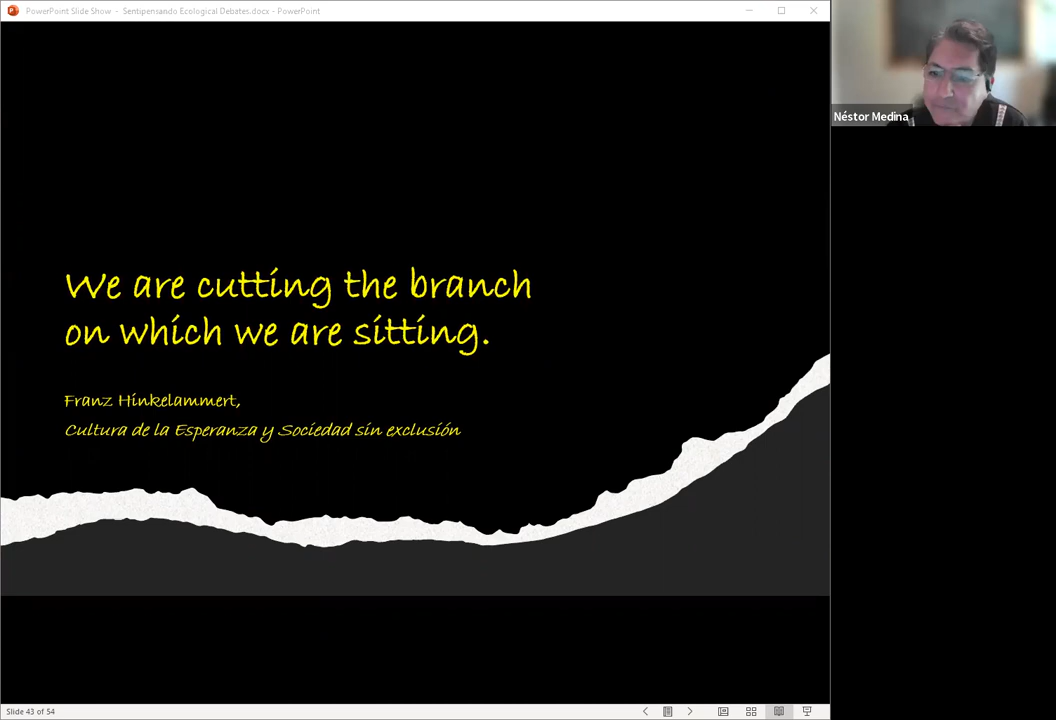 PowerPoint Slide Show - Sentipensando Ecological Debates.docx - PowerPoint
Néstor Medina
We are cutting the branch
on which we are sitting.
Franz Hinkelammert,
Cultura de la Esperanza y Sociedad sin exclusión
Slide 43 of 54